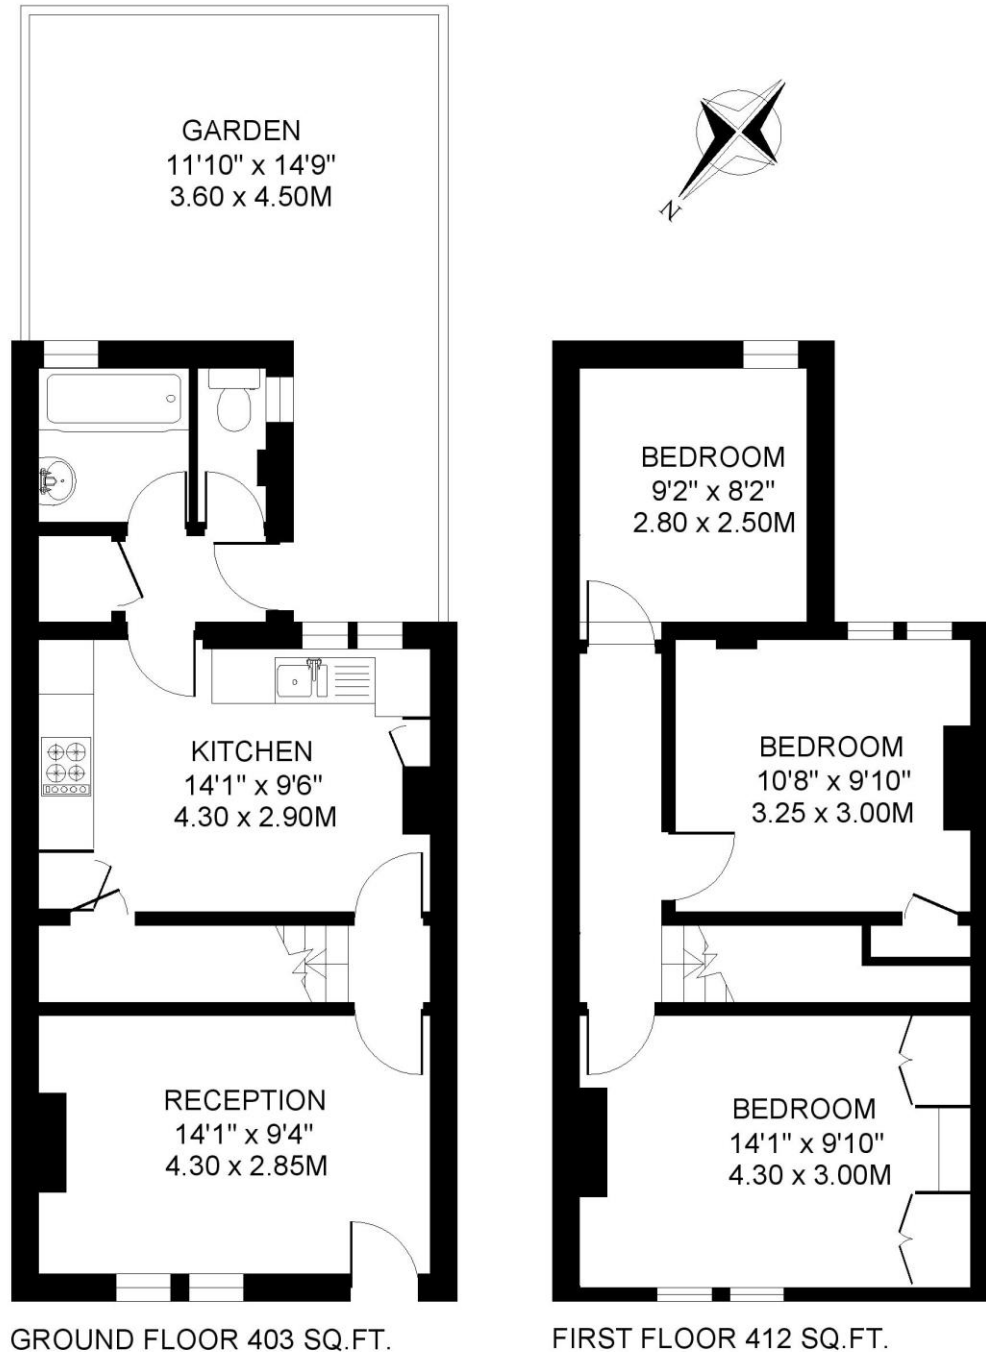 GARDEN
11'10" x 14'9"
3.60 x 4.50M
N
BEDROOM
9'2" x 8'2"
2.80 x 2.50M
KITCHEN
14'1" x 9'6"
4.30 x 2.90M
BEDROOM
10'8" x 9'10"
3.25 x 3.00M
RECEPTION
14'1" x 9'4"
4.30 x 2.85M
BEDROOM
14'1" x 9'10"
4.30 x 3.00M
GROUND FLOOR 403 SQ.FT.
FIRST FLOOR 412 SQ.FT.